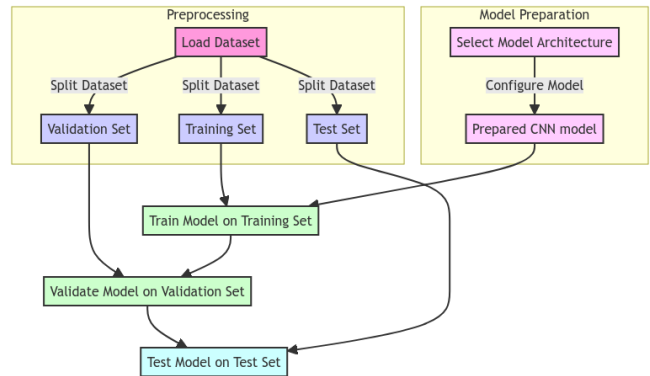 Preprocessing
Model Preparation
Load Dataset
Select Model Architecture
Split Dataset
Split Dataset
Split Dataset
Configure Model
Validation Set
Training Set
Test Set
Prepared CNN model
Train Model on Training Set
Validate Model on Validation Set
Test Model on Test Set